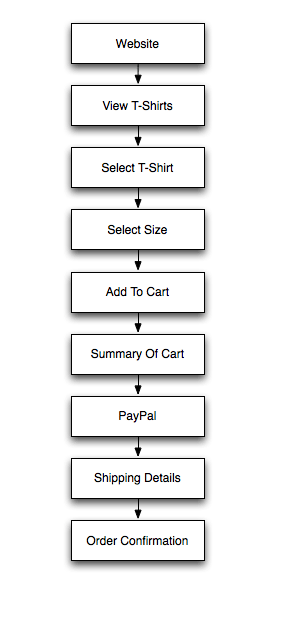 Website
View T-Shirts
Select T-Shirt
Select Size
Add To Cart
Summary Of Cart
PayPal
Shipping Details
Order Confirmation